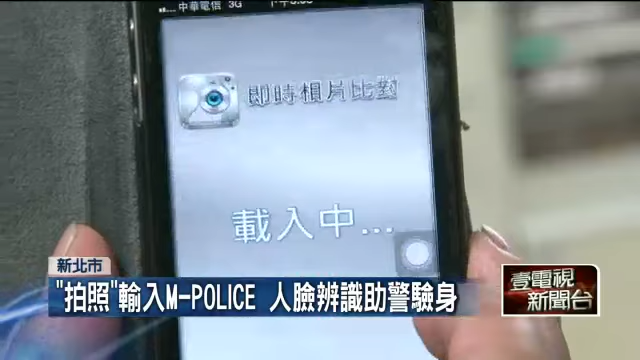 中華電信 3G
即時相片比對
載入中...
新北市
"拍照"輸入M-POLICE 人臉辨識助警驗身
壹電視
新聞台